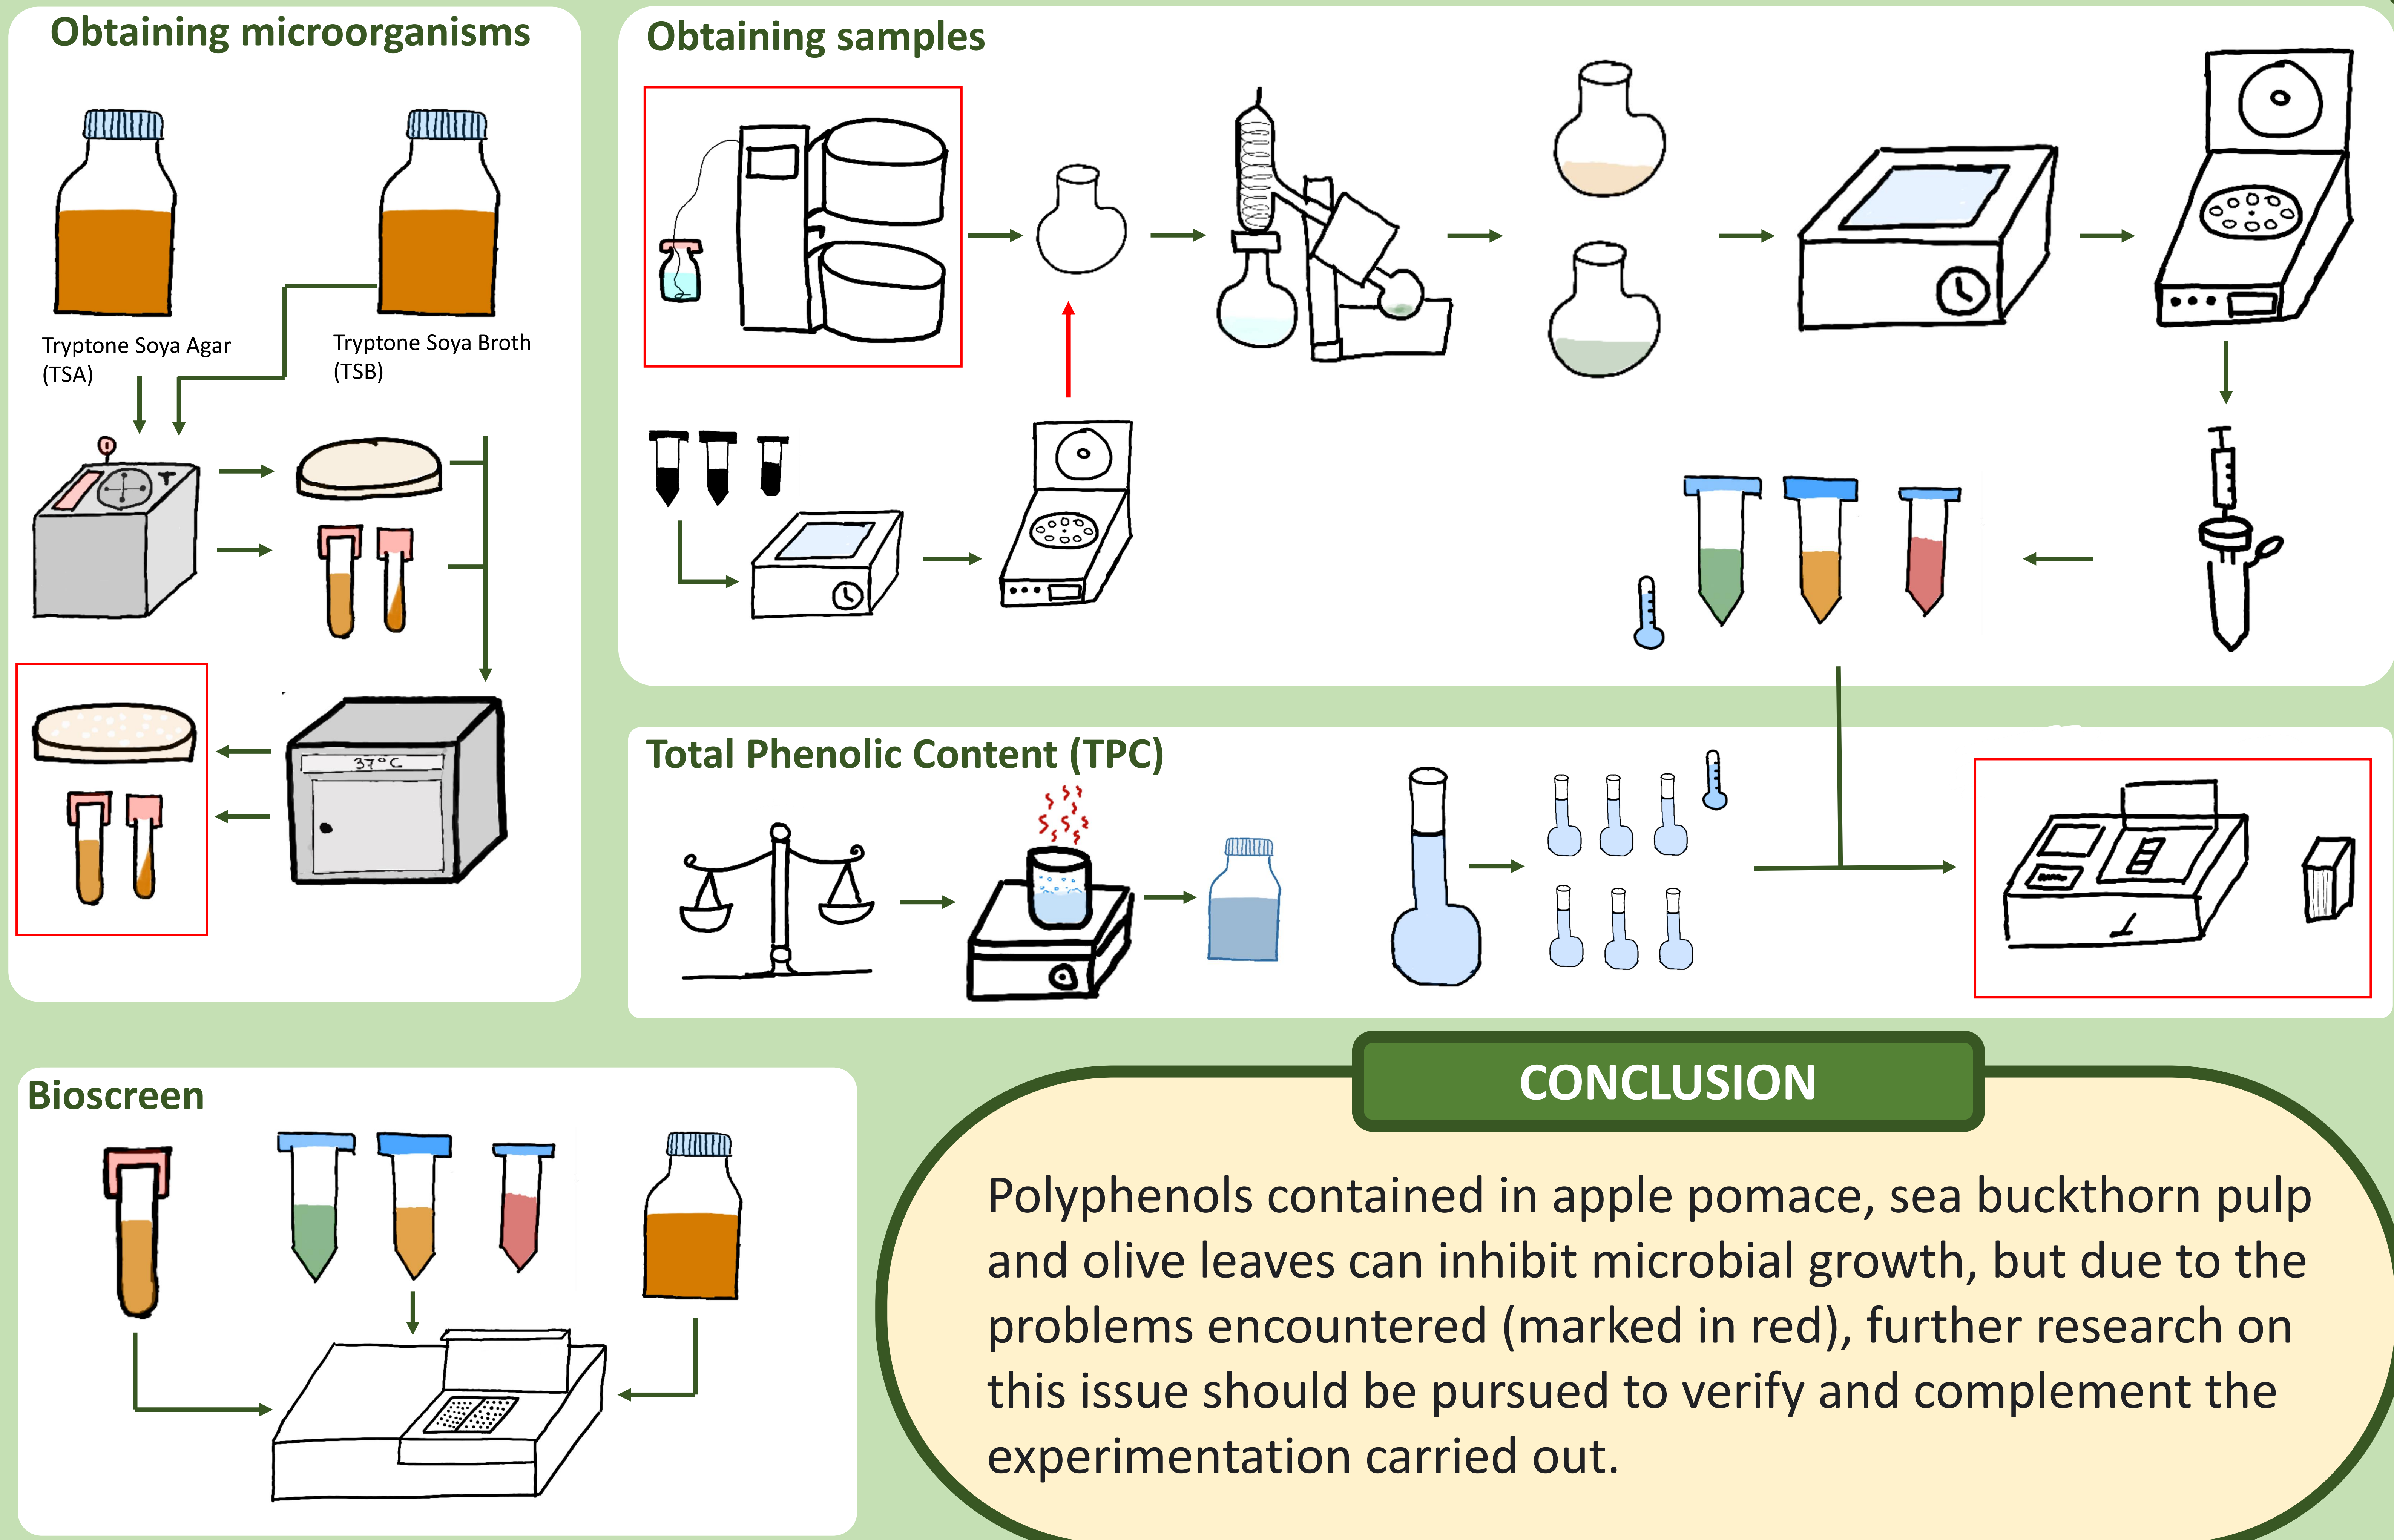 Obtaining microorganisms
Tryptone Soya Agar
(TSA)
Tryptone Soya Broth
(TSB)
37°C
Obtaining samples
Total Phenolic Content (TPC)
Bioscreen
CONCLUSION
Polyphenols contained in apple pomace, sea buckthorn pulp
and olive leaves can inhibit microbial growth, but due to the
problems encountered (marked in red), further research on
this issue should be pursued to verify and complement the
experimentation carried out.